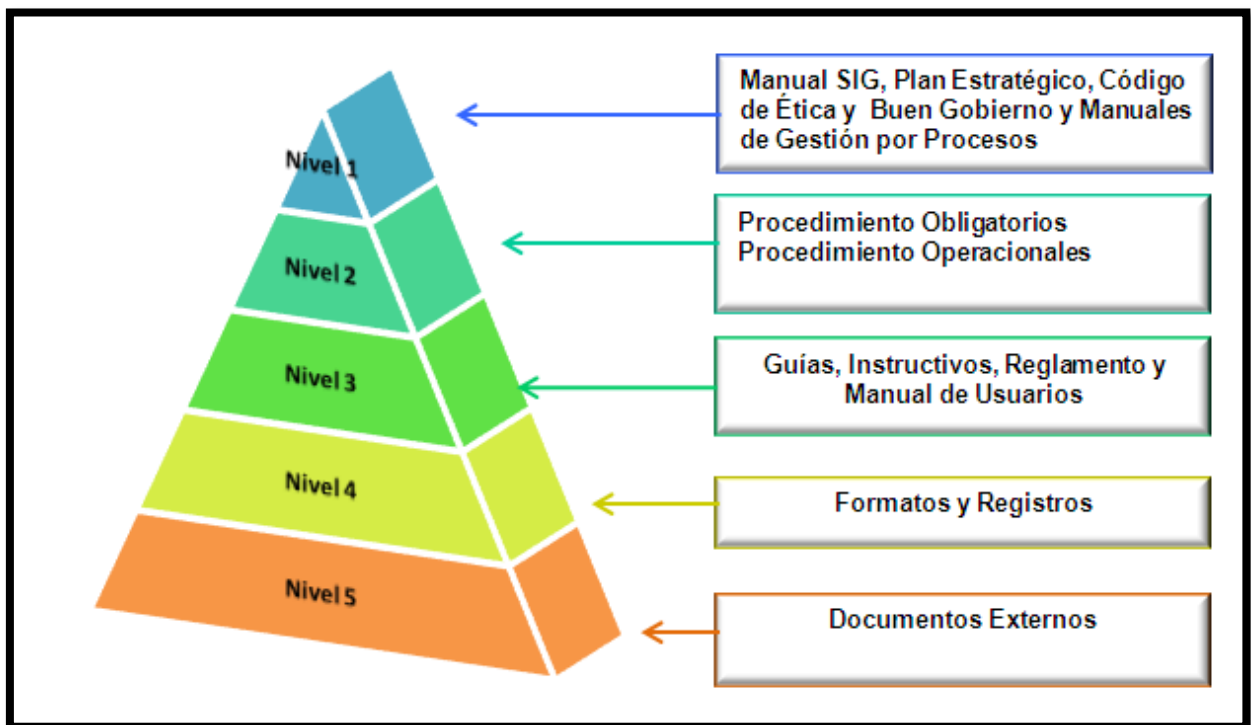 Nivel 1
Manual SIG, Plan Estratégico, Código
de Ética y Buen Gobierno y Manuales
de Gestión por Procesos
Nivel 2
Procedimiento Obligatorios
Procedimiento Operacionales
Nivel 3
Guías, Instructivos, Reglamento y
Manual de Usuarios
Nivel 4
Formatos y Registros
Nivel 5
Documentos Externos